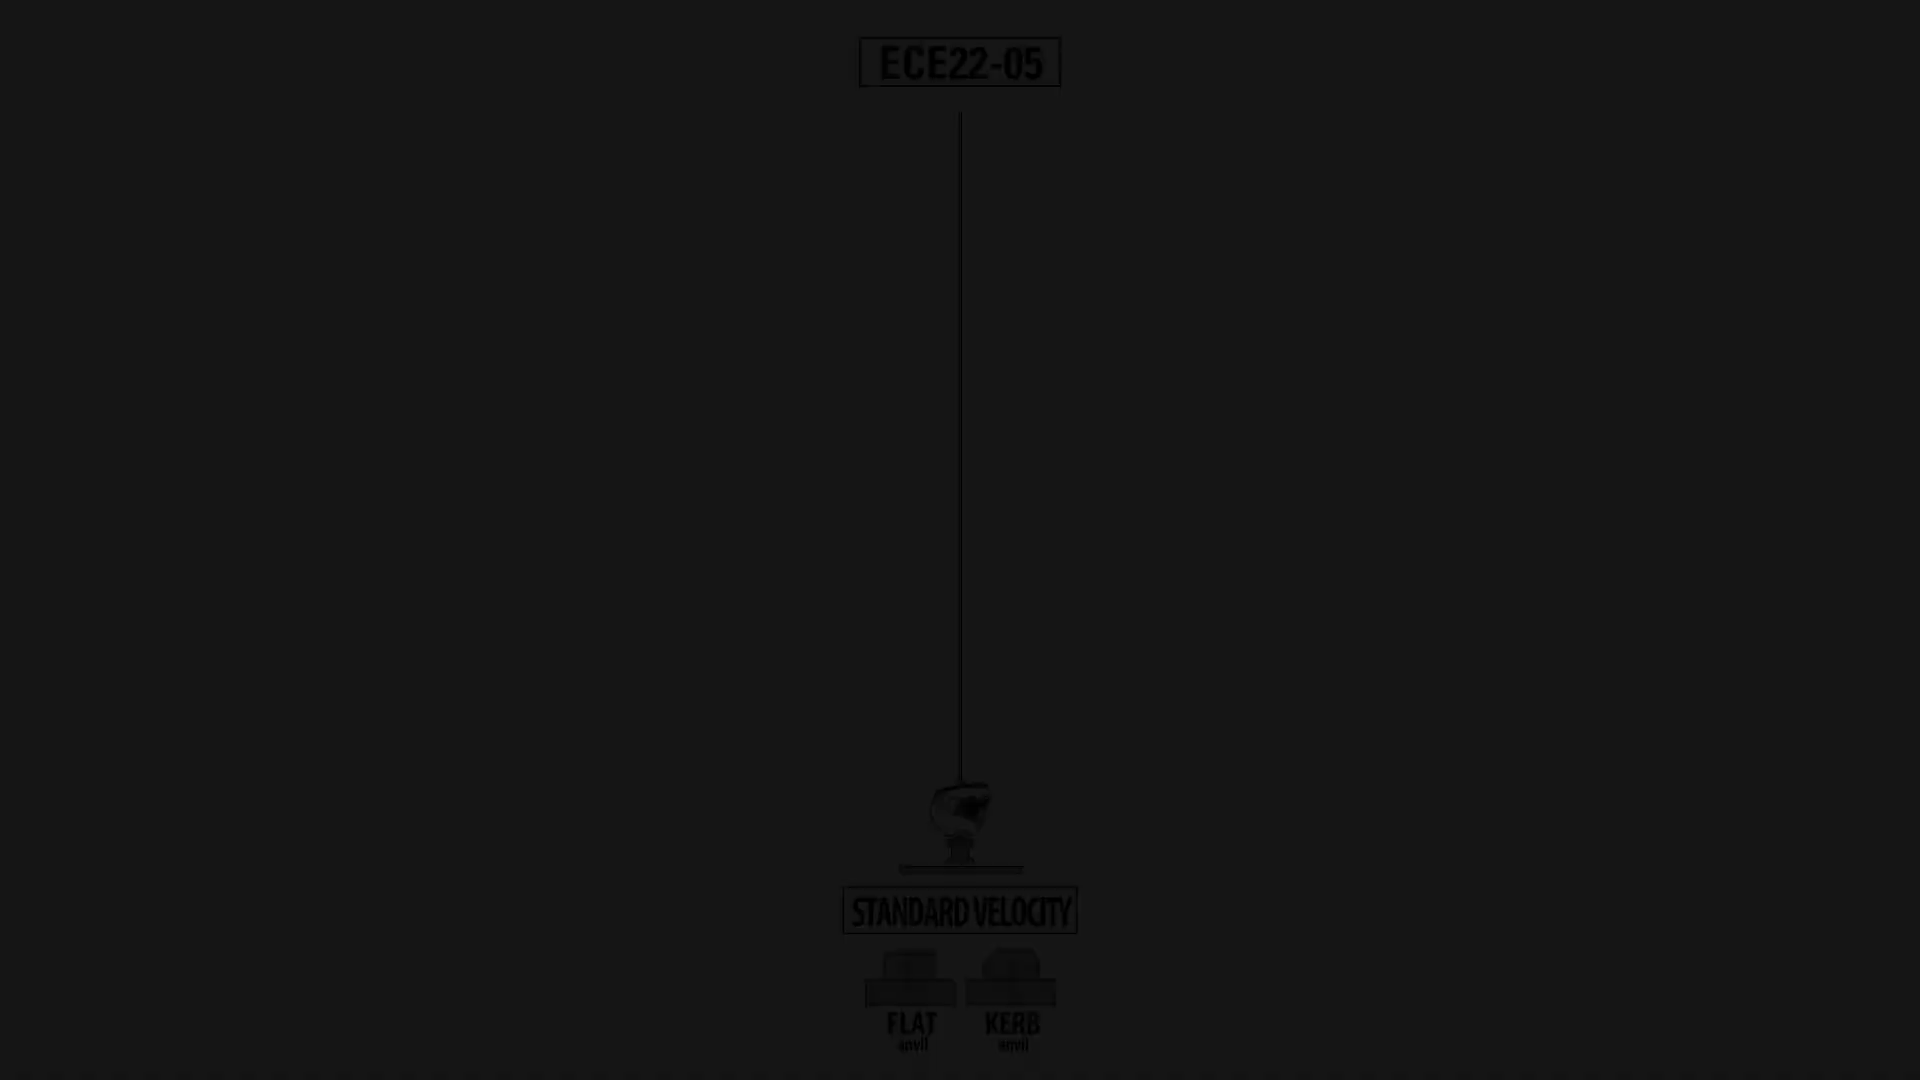 ECE22-05
STANDARD VELOCITY
FLAT
anvil
KERB
anvil